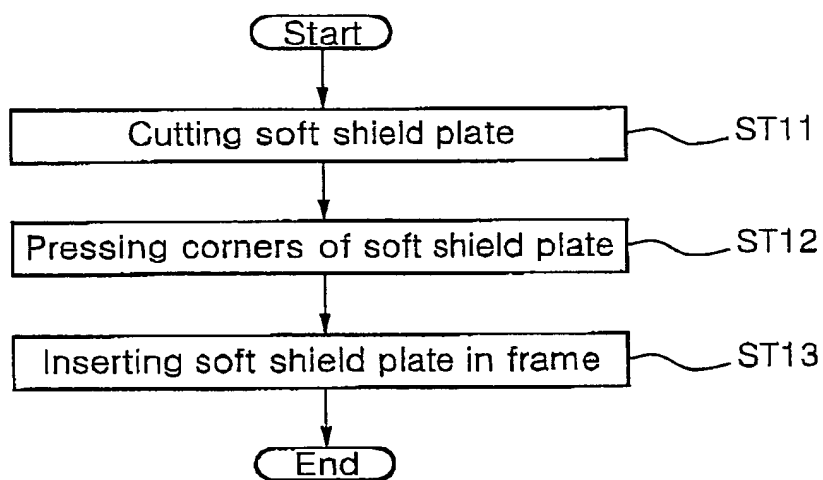 Start
Cutting soft shield plate
ST11
Pressing corners of soft shield plate
ST12
Inserting soft shield plate in frame
ST13
End